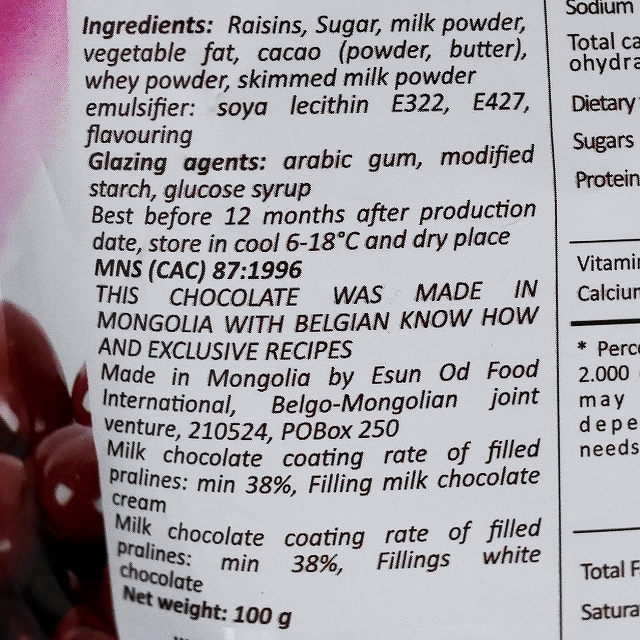 Ingredients: Raisins, Sugar, milk powder,
vegetable fat, cacao (powder, butter),
whey powder, skimmed milk powder
emulsifier: soya lecithin E322, E427,
flavouring
Glazing agents: arabic gum, modified
starch, glucose syrup
Best before 12 months after production
date, store in cool 6-18°C and dry place
MNS (CAC) 87:1996
THIS CHOCOLATE WAS MADE IN
MONGOLIA WITH BELGIAN KNOW HOW
AND EXCLUSIVE RECIPES
Made in Mongolia by Esun Od Food
International, Belgo-Mongolian joint
venture, 210524, POBox 250
Milk chocolate coating rate of filled
pralines: min 38%, Filling milk chocolate
cream
Milk chocolate coating rate of filled
pralines: min 38%, Fillings white
chocolate
Net weight: 100 g
Sodium
Total ca
ohydra
Dietary
Sugars
Protein
Vitamin
Calcium
* Perce
2.000
may
depe
needs
Total F
Satura